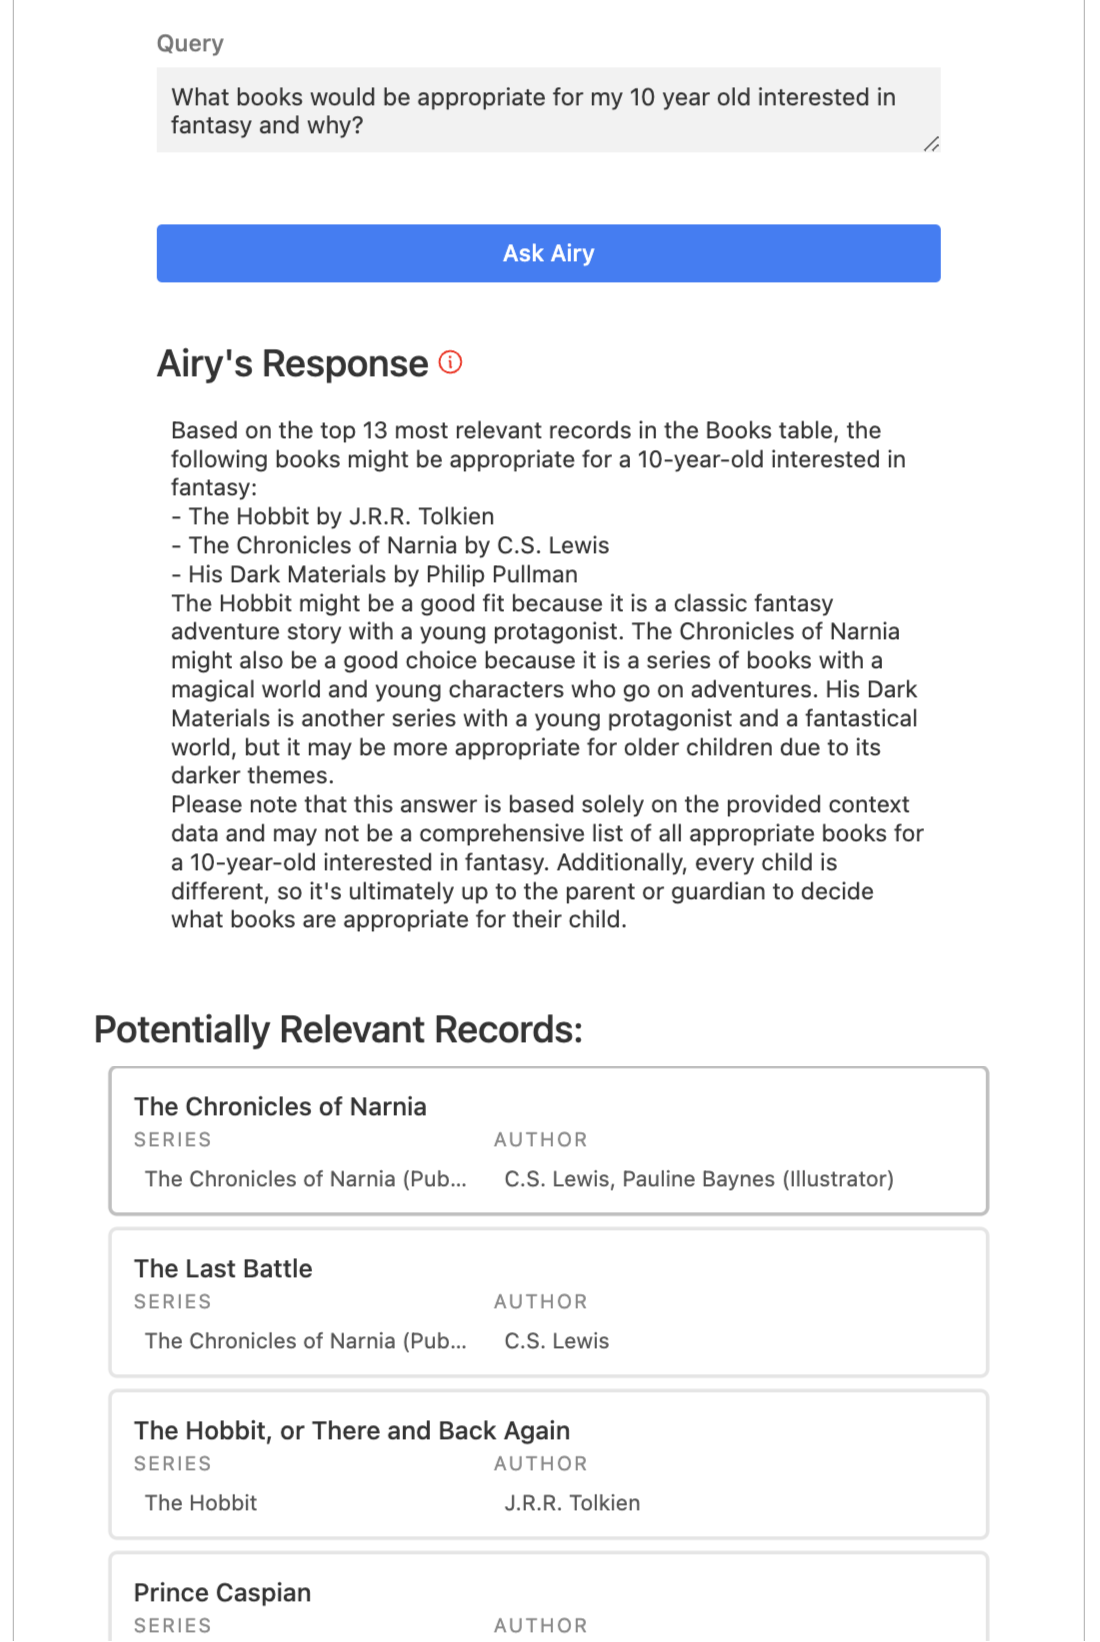 Query
What books would be appropriate for my 10 year old interested in
fantasy and why?
Ask Airy
Airy's Response
Based on the top 13 most relevant records in the Books table, the
following books might be appropriate for a 10-year-old interested in
fantasy:
- The Hobbit by J.R.R. Tolkien
- The Chronicles of Narnia by C.S. Lewis
- His Dark Materials by Philip Pullman
The Hobbit might be a good fit because it is a classic fantasy
adventure story with a young protagonist. The Chronicles of Narnia
might also be a good choice because it is a series of books with a
magical world and young characters who go on adventures. His Dark
Materials is another series with a young protagonist and a fantastical
world, but it may be more appropriate for older children due to its
darker themes.
Please note that this answer is based solely on the provided context
data and may not be a comprehensive list of all appropriate books for
a 10-year-old interested in fantasy. Additionally, every child is
different, so it's ultimately up to the parent or guardian to decide
what books are appropriate for their child.
Potentially Relevant Records:
The Chronicles of Narnia
SERIES AUTHOR
The Chronicles of Narnia (Pub... C.S. Lewis, Pauline Baynes (Illustrator)
The Last Battle
SERIES AUTHOR
The Chronicles of Narnia (Pub... C.S. Lewis
The Hobbit, or There and Back Again
SERIES AUTHOR
The Hobbit J.R.R. Tolkien
Prince Caspian
SERIES AUTHOR